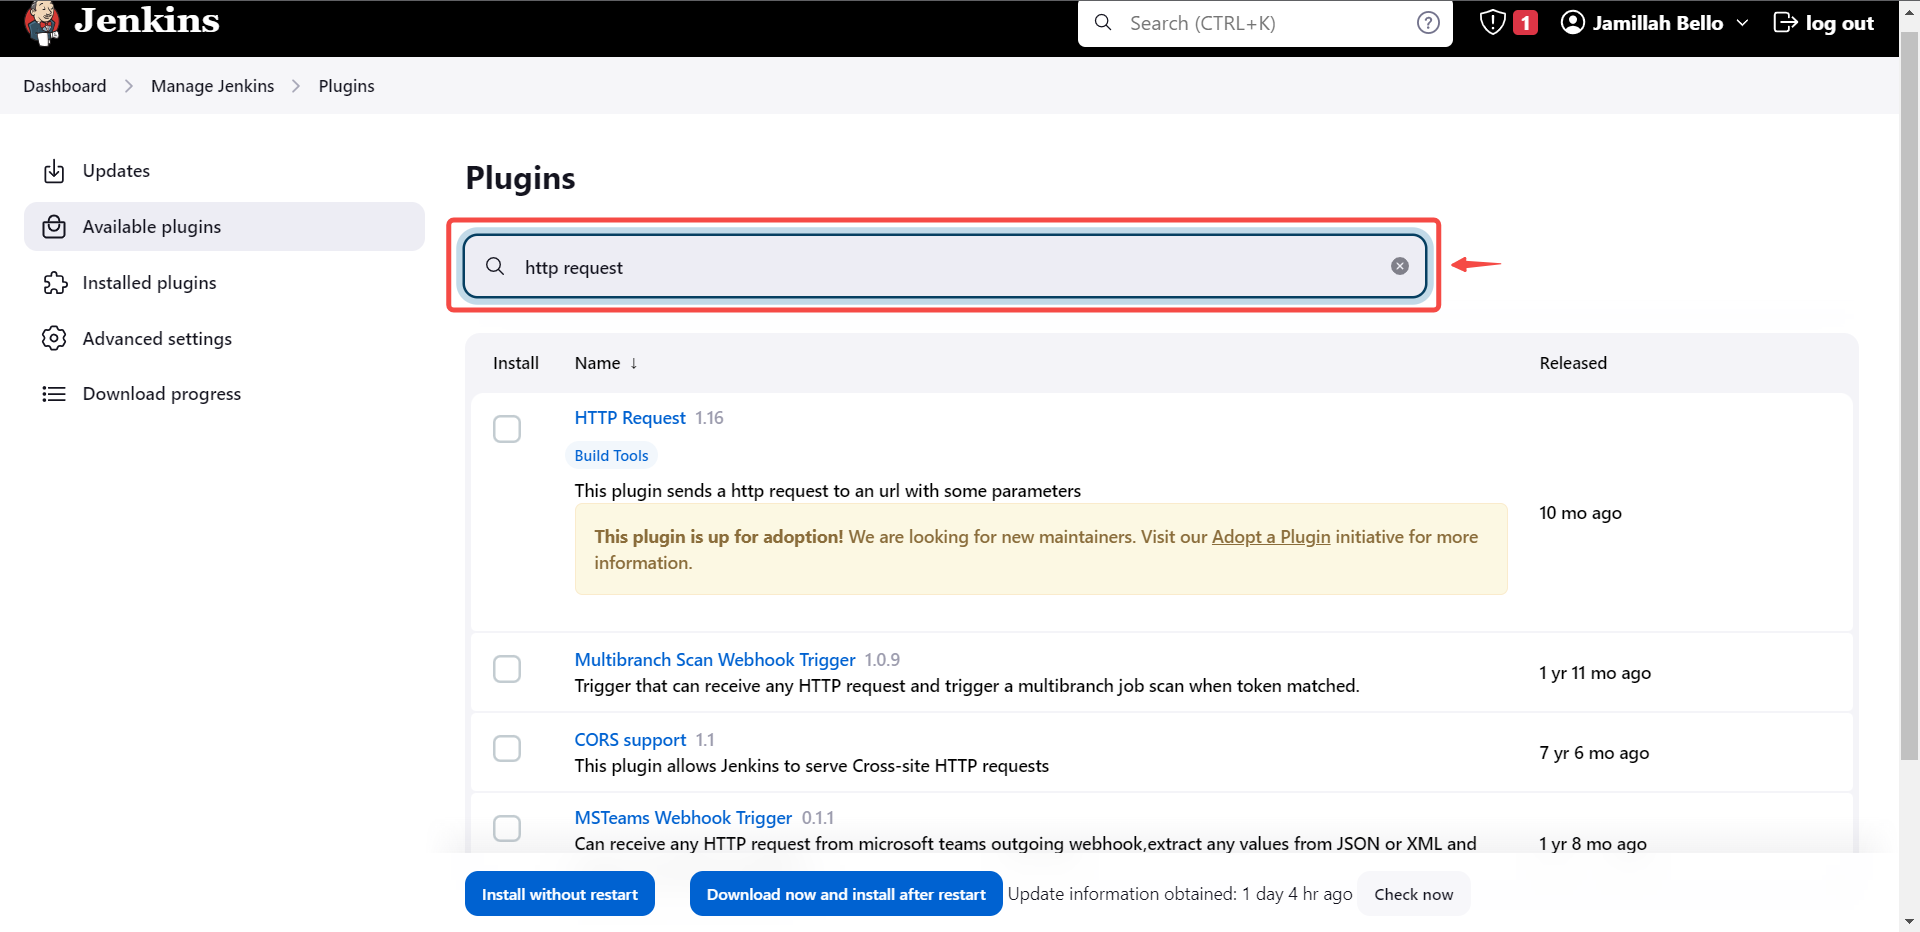 Jenkins
Search (CTRL+K)
1
Jamillah Bello
log out
Dashboard
Manage Jenkins
Plugins
Updates
Available plugins
Installed plugins
Advanced settings
Download progress
Plugins
http request
Install
Name ↓
Released
HTTP Request 1.16
Build Tools
This plugin sends a http request to an url with some parameters
This plugin is up for adoption! We are looking for new maintainers. Visit our Adopt a Plugin initiative for more
information.
10 mo ago
Multibranch Scan Webhook Trigger 1.0.9
Trigger that can receive any HTTP request and trigger a multibranch job scan when token matched.
1 yr 11 mo ago
CORS support 1.1
This plugin allows Jenkins to serve Cross-site HTTP requests
7 yr 6 mo ago
MSTeams Webhook Trigger 0.1.1
Can receive any HTTP request from microsoft teams outgoing webhook,extract any values from JSON or XML and
1 yr 8 mo ago
Install without restart
Download now and install after restart
Update information obtained: 1 day 4 hr ago
Check now